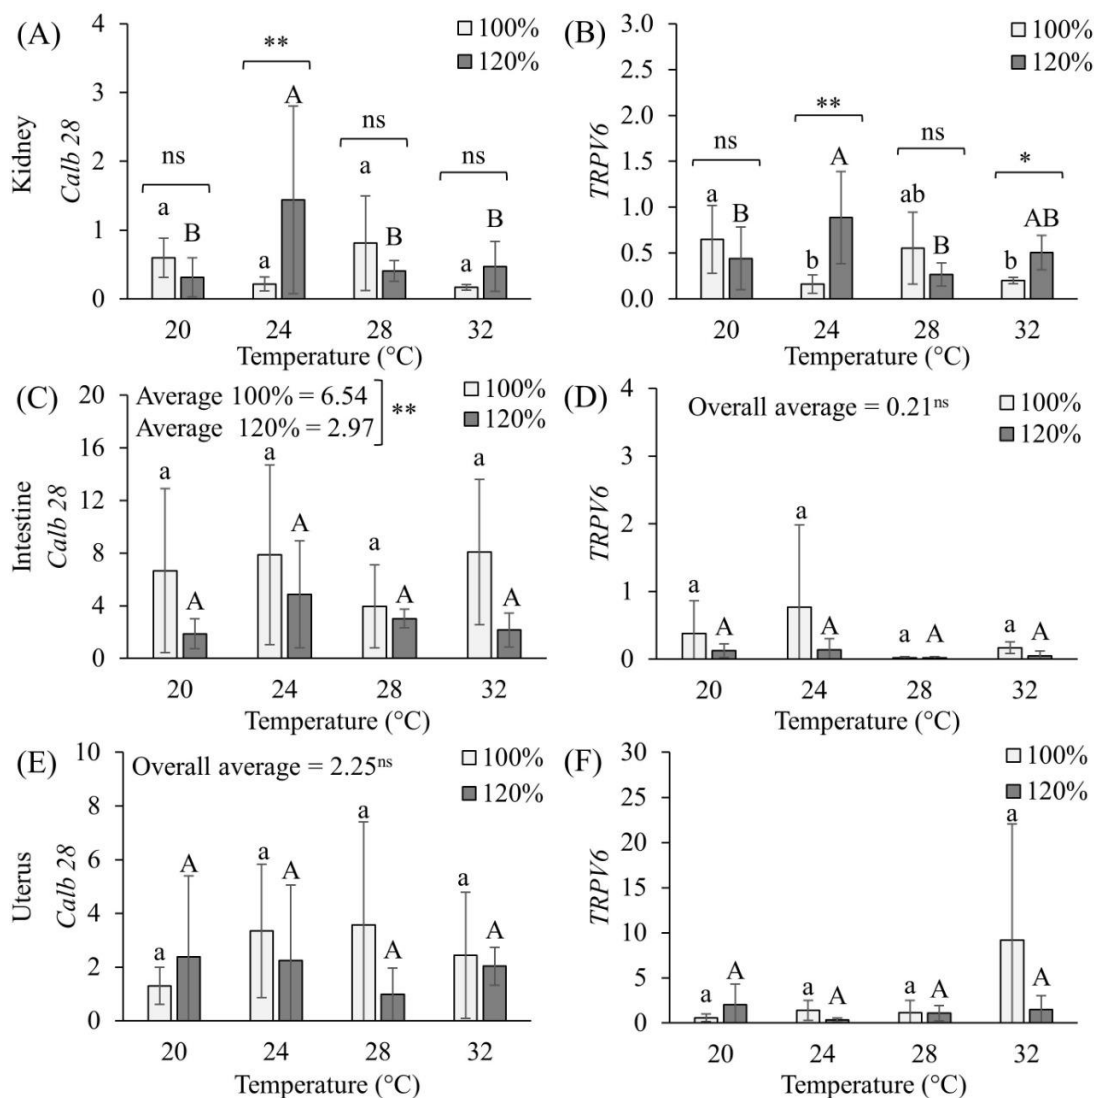 (A)
4
3
2
1
0
Kidney
Calb 28
100%
120%
ns
**
ns
ns
a
B
a
A
a
B
a
B
20
24
28
32
Temperature (°C)
(B)
3.0
2.5
2.0
1.5
1.0
0.5
0.0
TRPV6
100%
120%
ns
**
ns
*
a
B
b
A
ab
B
b
AB
20
24
28
32
Temperature (°C)
(C)
20
16
12
8
4
0
Intestine
Calb 28
Average 100% = 6.54
Average 120% = 2.97
**
100%
120%
a
A
a
A
a
A
a
A
20
24
28
32
Temperature (°C)
(D)
4
3
2
1
0
TRPV6
Overall average = 0.21ns
100%
120%
a
A
a
A
a
A
a
A
20
24
28
32
Temperature (°C)
(E)
10
8
6
4
2
0
Uterus
Calb 28
Overall average = 2.25ns
100%
120%
a
A
a
A
a
A
a
A
20
24
28
32
Temperature (°C)
(F)
30
25
20
15
10
5
0
TRPV6
100%
120%
a
A
a
A
a
A
a
A
20
24
28
32
Temperature (°C)